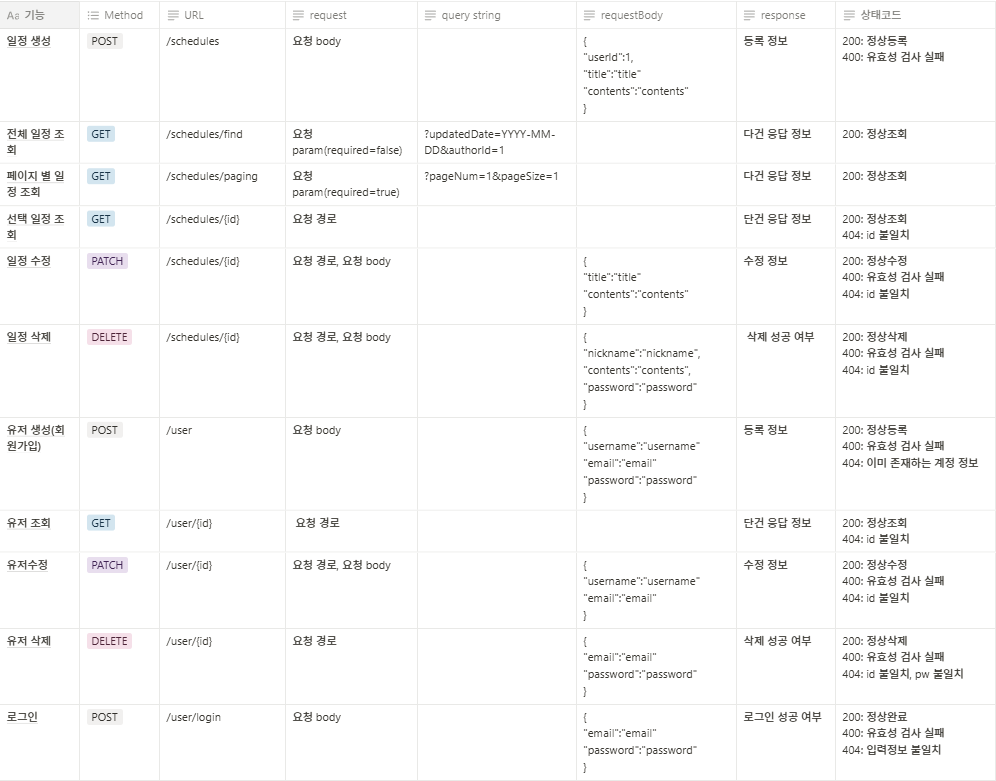 Aa 기능 Method URL request query string requestBody response 상태코드
일정 생성 POST /schedules 요청 body { 등록 정보 200: 정상등록
"userId":1, 400: 유효성 검사 실패
"title":"title"
"contents":"contents"
}
전체 일정 조 GET /schedules/find 요청 ?updatedDate=YYYY-MM- 다건 응답 정보 200: 정상조회
회 param(required=false) DD&authorId=1
페이지 별 일 GET /schedules/paging 요청 ?pageNum=1&pageSize=1 다건 응답 정보 200: 정상조회
정 조회 param(required=true)
선택 일정 조 GET /schedules/{id} 요청 경로 단건 응답 정보 200: 정상조회
회 404: id 불일치
일정 수정 PATCH /schedules/{id} 요청 경로, 요청 body { 수정 정보 200: 정상수정
"title":"title" 400: 유효성 검사 실패
"contents":"contents" 404: id 불일치
}
일정 삭제 DELETE /schedules/{id} 요청 경로, 요청 body { 삭제 성공 여부 200: 정상삭제
"nickname":"nickname", 400: 유효성 검사 실패
"contents":"contents", 404: id 불일치
"password":"password"
}
유저 생성(회 POST /user 요청 body { 등록 정보 200: 정상등록
원가입) "username":"username" 400: 유효성 검사 실패
"email":"email" 404: 이미 존재하는 계정 정보
"password":"password"
}
유저 조회 GET /user/{id} 요청 경로 단건 응답 정보 200: 정상조회
404: id 불일치
유저수정 PATCH /user/{id} 요청 경로, 요청 body { 수정 정보 200: 정상수정
"username":"username" 400: 유효성 검사 실패
"email":"email" 404: id 불일치
}
유저 삭제 DELETE /user/{id} 요청 경로 { 삭제 성공 여부 200: 정상삭제
"email":"email" 400: 유효성 검사 실패
"password":"password" 404: id 불일치, pw 불일치
}
로그인 POST /user/login 요청 body { 로그인 성공 여부 200: 정상완료
"email":"email" 400: 유효성 검사 실패
"password":"password" 404: 입력정보 불일치
}